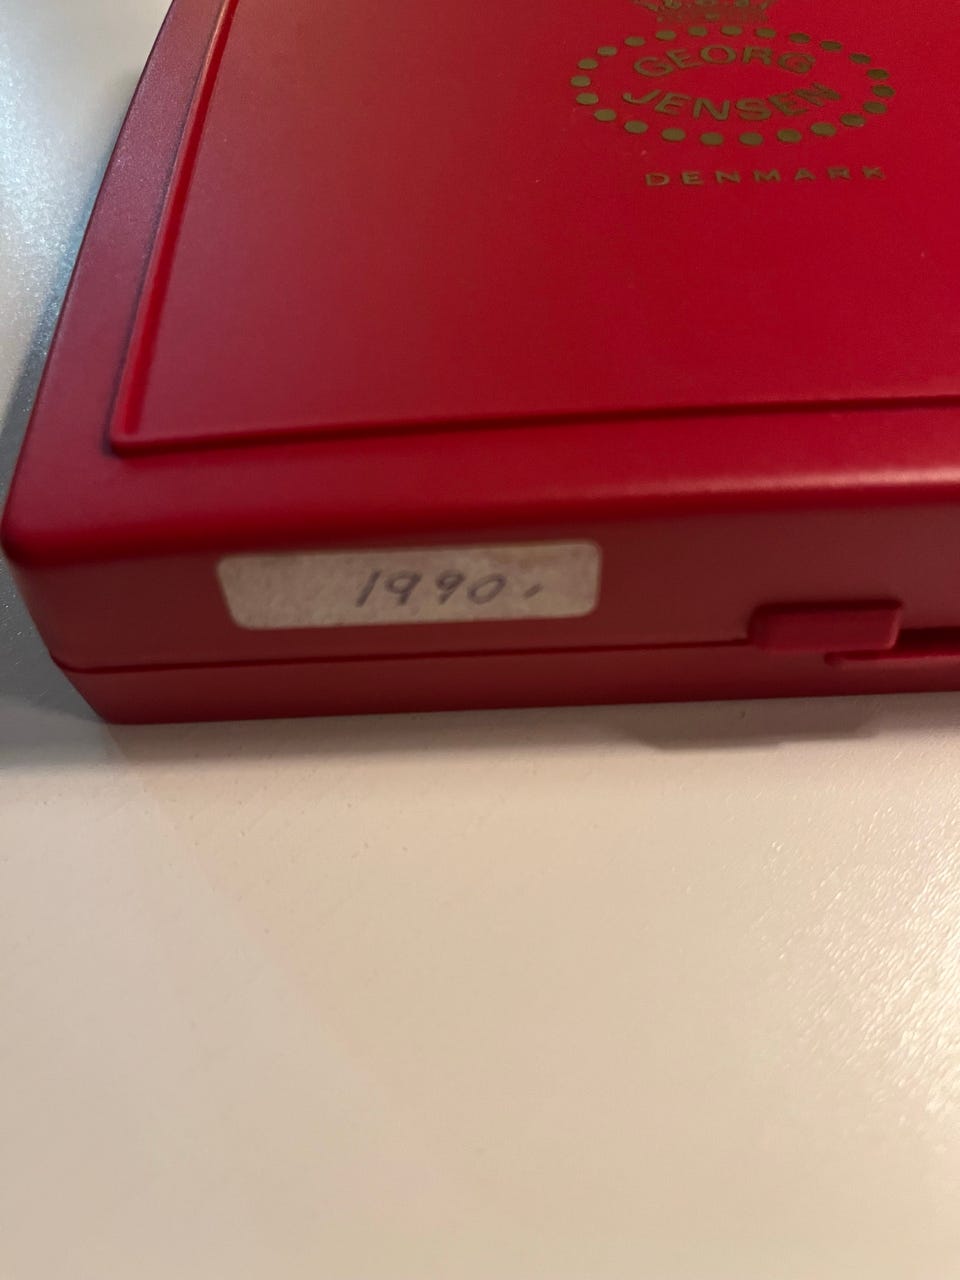 GEORG
JENSEN
DENMARK
1990.